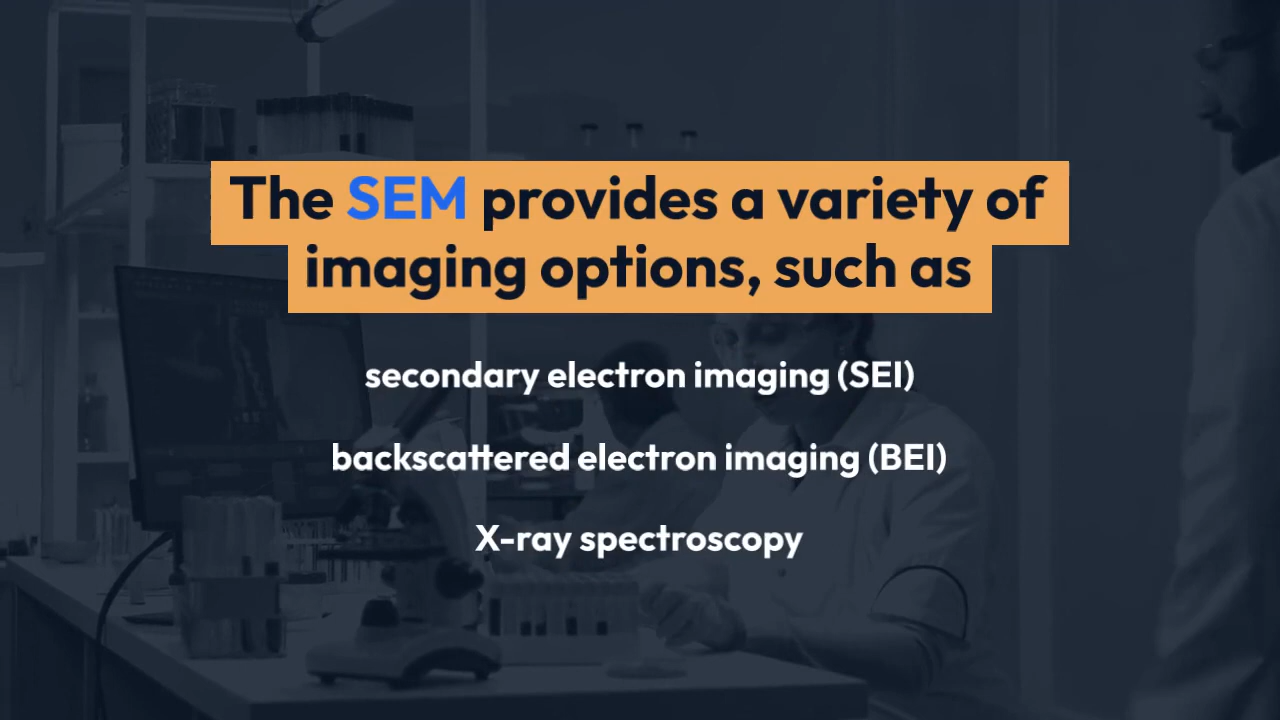 The SEM provides a variety of
imaging options, such as
secondary electron imaging (SEI)
backscattered electron imaging (BEI)
X-ray spectroscopy